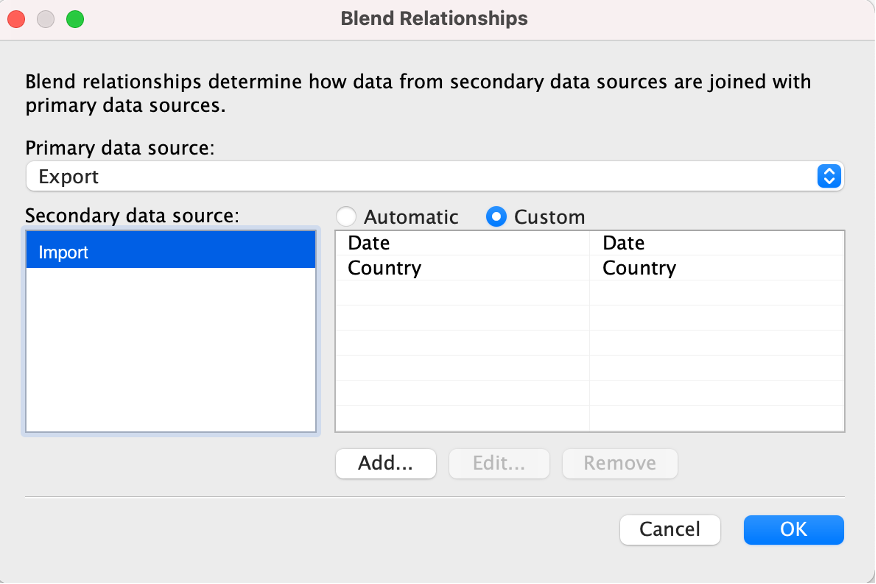 Blend Relationships
Blend relationships determine how data from secondary data sources are joined with
primary data sources.
Primary data source:
Export
Secondary data source:
Automatic
Custom
Import
Date
Date
Country
Country
Add...
Edit...
Remove
Cancel
OK